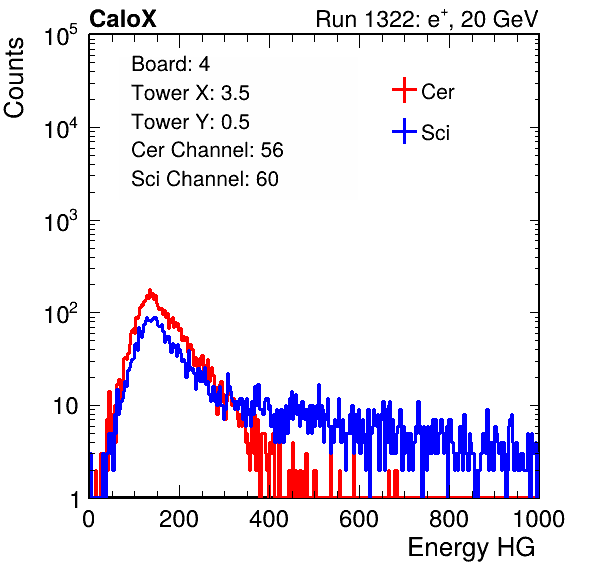 CaloX Run 1322: e⁺, 20 GeV
Counts
Board: 4
Tower X: 3.5
Tower Y: 0.5
Cer Channel: 56
Sci Channel: 60
Cer
Sci
10⁵
10⁴
10³
10²
10
1
0 200 400 600 800 1000
Energy HG